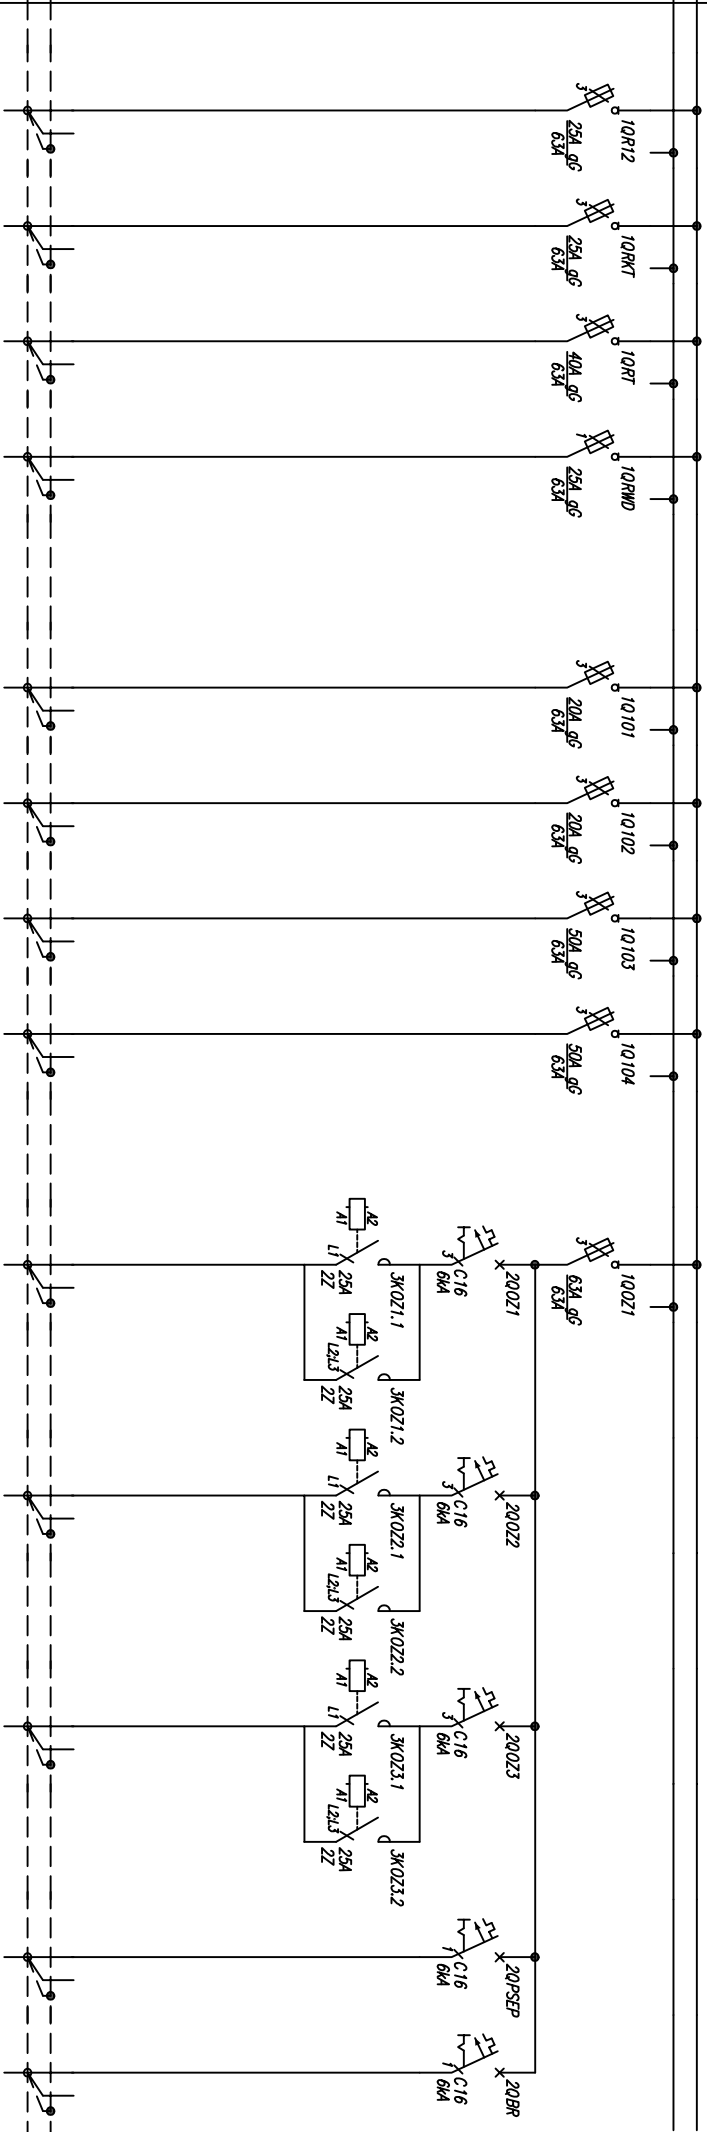 1QR12
3
25A gG
63A
1QRKT
3
25A gG
63A
1QRT
3
40A gG
63A
1QRWD
1
25A gG
63A
1Q101
3
20A gG
63A
1Q102
3
20A gG
63A
1Q103
3
50A gG
63A
1Q104
3
50A gG
63A
1QOZ1
3
63A gG
63A
2QOZ1
3
C16
6kA
3KOZ1.1
A2
A1
L1
25A
2Z
3KOZ1.2
A2
A1
L2;L3
25A
2Z
2QOZ2
3
C16
6kA
3KOZ2.1
A2
A1
L1
25A
2Z
3KOZ2.2
A2
A1
L2;L3
25A
2Z
2QOZ3
3
C16
6kA
3KOZ3.1
A2
A1
L1
25A
2Z
3KOZ3.2
A2
A1
L2;L3
25A
2Z
2QPSEP
1
C16
6kA
2QBR
1
C16
6kA